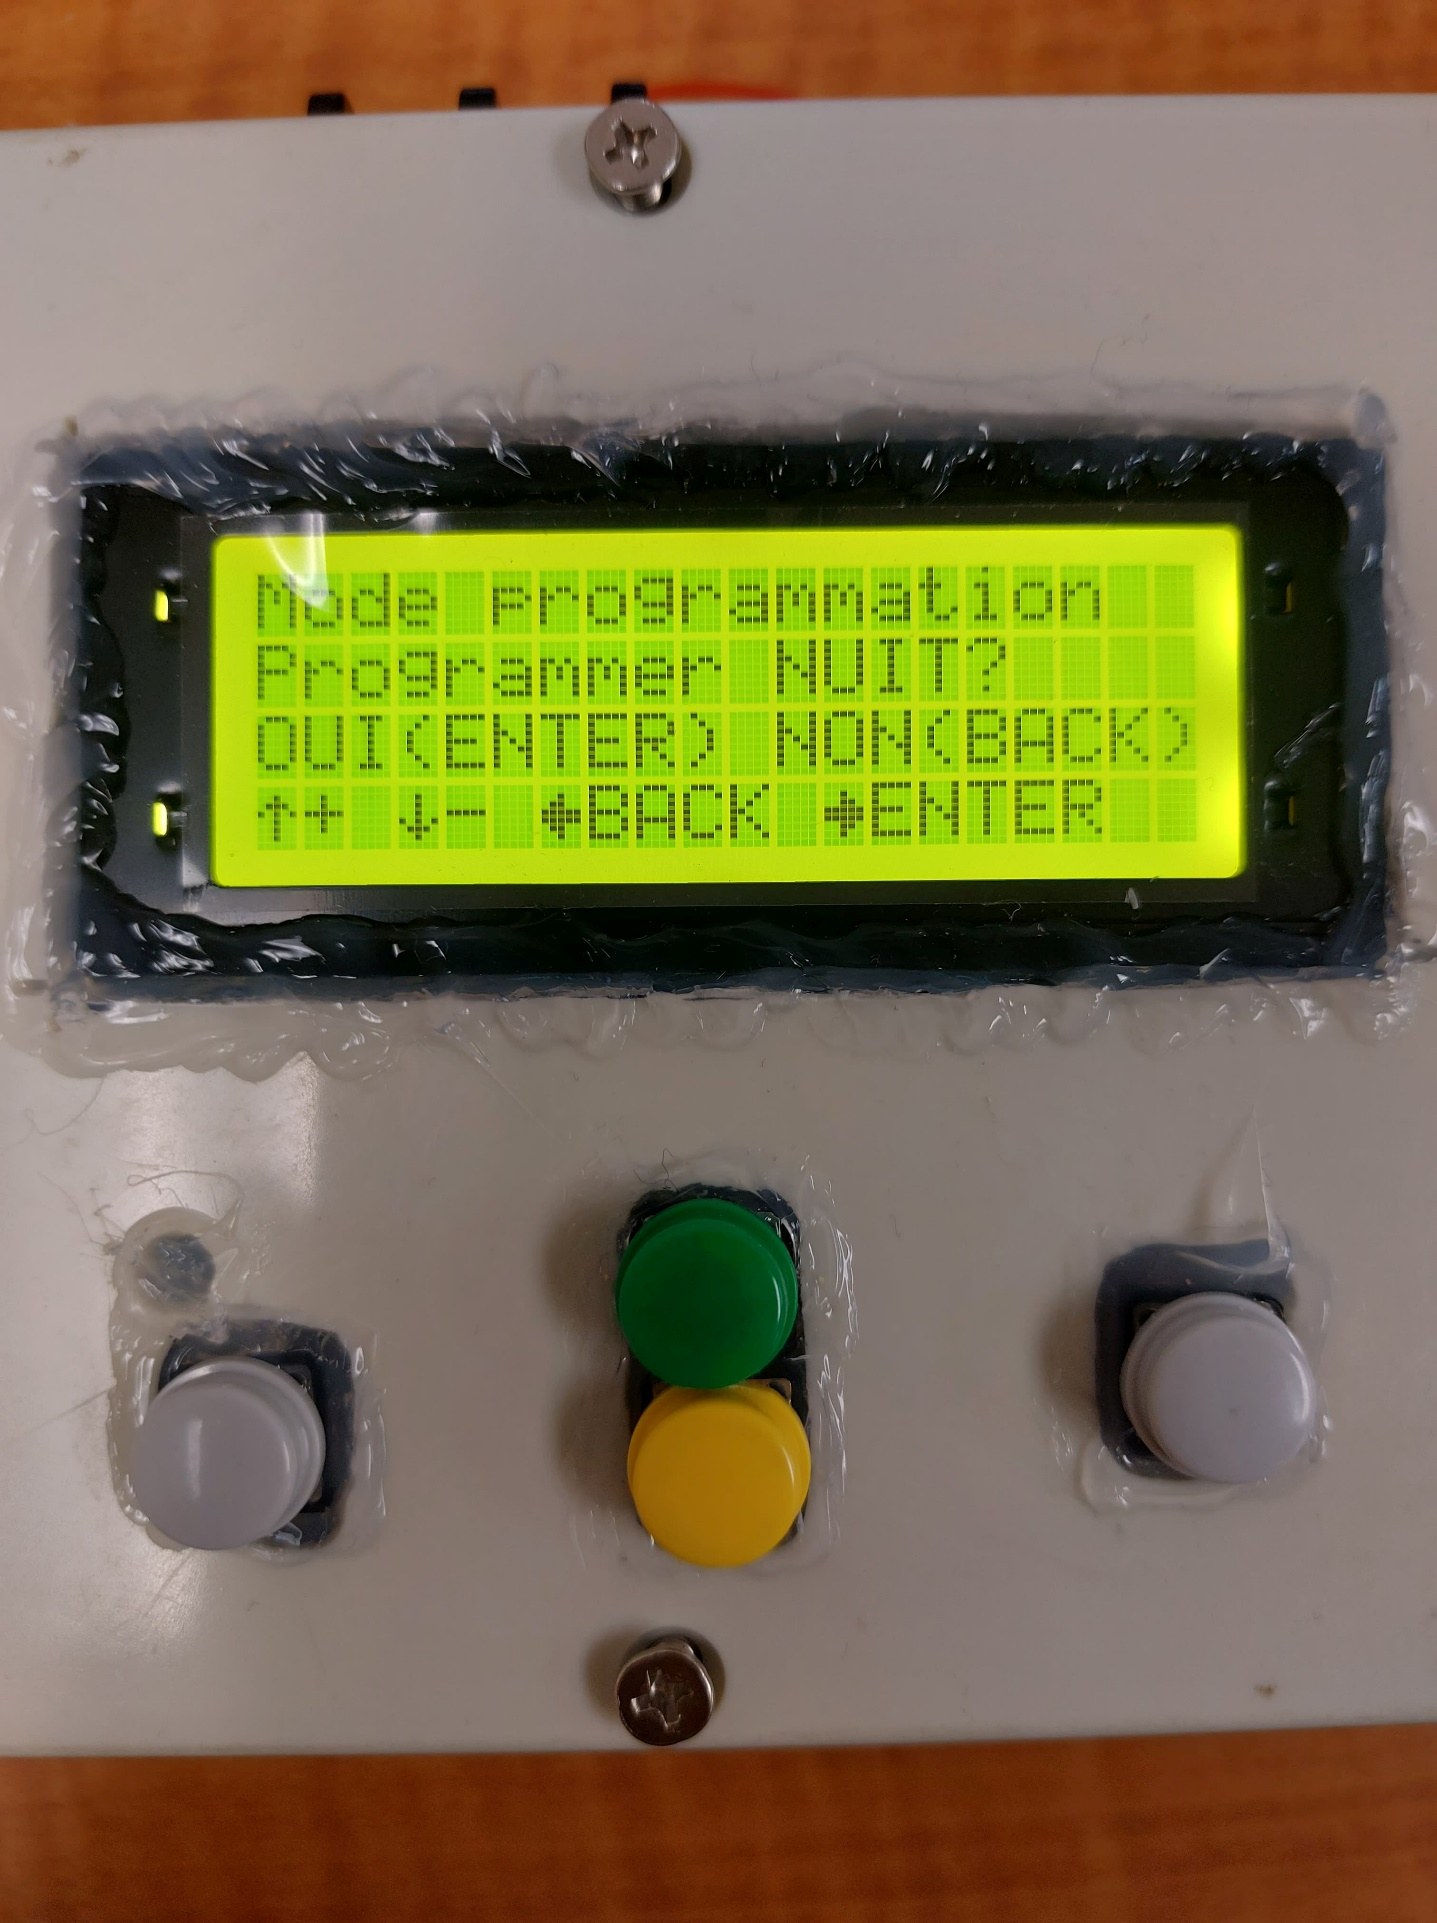 Mode programmation
Programmer NUIT?
OUI(ENTER) NON(BACK)
↑+ ↓- ←BACK →ENTER